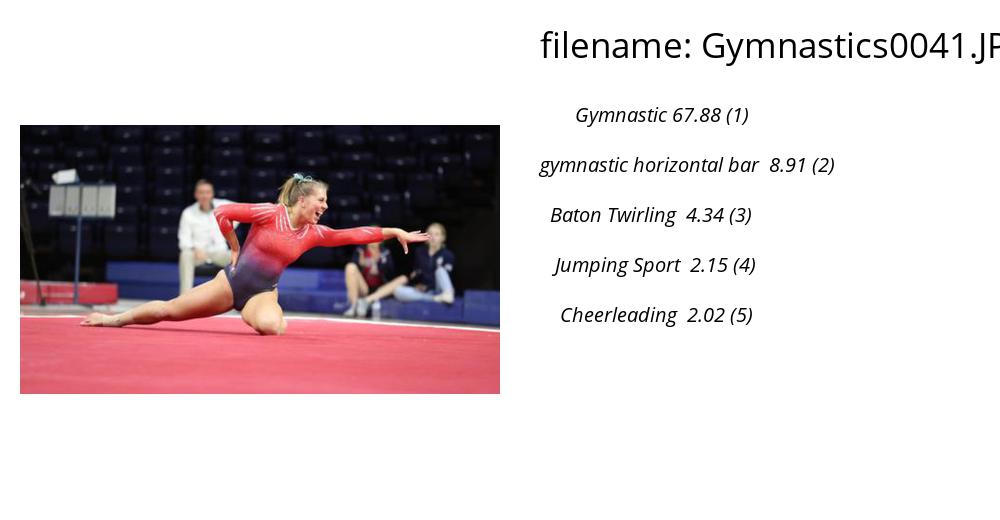 filename: Gymnastics0041.JP
Gymnastic 67.88 (1)
gymnastic horizontal bar 8.91 (2)
Baton Twirling 4.34 (3)
Jumping Sport 2.15 (4)
Cheerleading 2.02 (5)